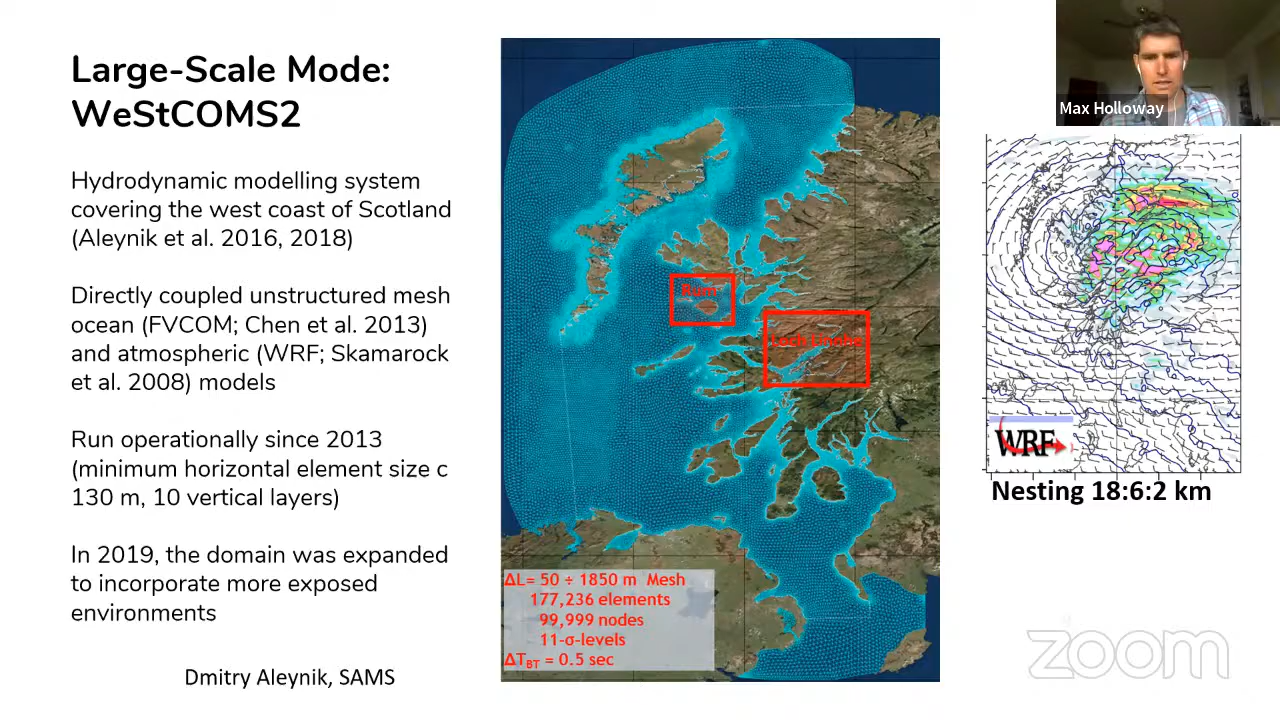 Large-Scale Mode:
WeStCOMS2
Hydrodynamic modelling system
covering the west coast of Scotland
(Aleynik et al. 2016, 2018)
Directly coupled unstructured mesh
ocean (FVCOM; Chen et al. 2013)
and atmospheric (WRF; Skamarock
et al. 2008) models
Run operationally since 2013
(minimum horizontal element size c
130 m, 10 vertical layers)
In 2019, the domain was expanded
to incorporate more exposed
environments
Dmitry Aleynik, SAMS
Rum
Loch Linnhe
ΔL= 50 ÷ 1850 m Mesh
177,236 elements
99,999 nodes
11-σ-levels
ΔT_BT = 0.5 sec
Max Holloway
WRF
Nesting 18:6:2 km
zoom